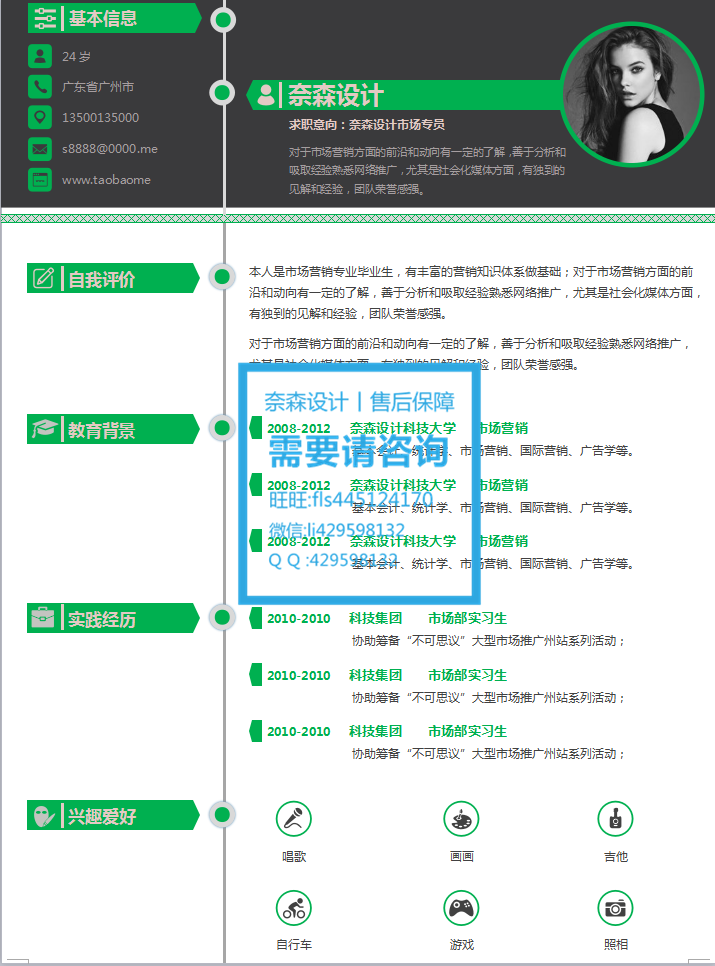 基本信息
24 岁
广东省广州市
13500135000
s8888@0000.me
www.taobaome
奈森设计
求职意向：奈森设计市场专员
对于市场营销方面的前沿和动向有一定的了解，善于分析和
吸取经验熟悉网络推广，尤其是社会化媒体方面，有独到的
见解和经验，团队荣誉感强。
自我评价
本人是市场营销专业毕业生，有丰富的营销知识体系做基础；对于市场营销方面的前
沿和动向有一定的了解，善于分析和吸取经验熟悉网络推广，尤其是社会化媒体方面，
有独到的见解和经验，团队荣誉感强。
对于市场营销方面的前沿和动向有一定的了解，善于分析和吸取经验熟悉网络推广，
尤其是社会化媒体方面，有独到的见解和经验，团队荣誉感强。
奈森设计丨售后保障
需要请咨询
旺旺:fls445124170
微信:li429598132
Q Q :429598132
教育背景
2008-2012 奈森设计科技大学 市场营销
基本会计、统计学、市场营销、国际营销、广告学等。
2008-2012 奈森设计科技大学 市场营销
基本会计、统计学、市场营销、国际营销、广告学等。
2008-2012 奈森设计科技大学 市场营销
基本会计、统计学、市场营销、国际营销、广告学等。
实践经历
2010-2010 科技集团 市场部实习生
协助筹备“不可思议”大型市场推广州站系列活动；
2010-2010 科技集团 市场部实习生
协助筹备“不可思议”大型市场推广州站系列活动；
2010-2010 科技集团 市场部实习生
协助筹备“不可思议”大型市场推广州站系列活动；
兴趣爱好
唱歌 画画 吉他
自行车 游戏 照相